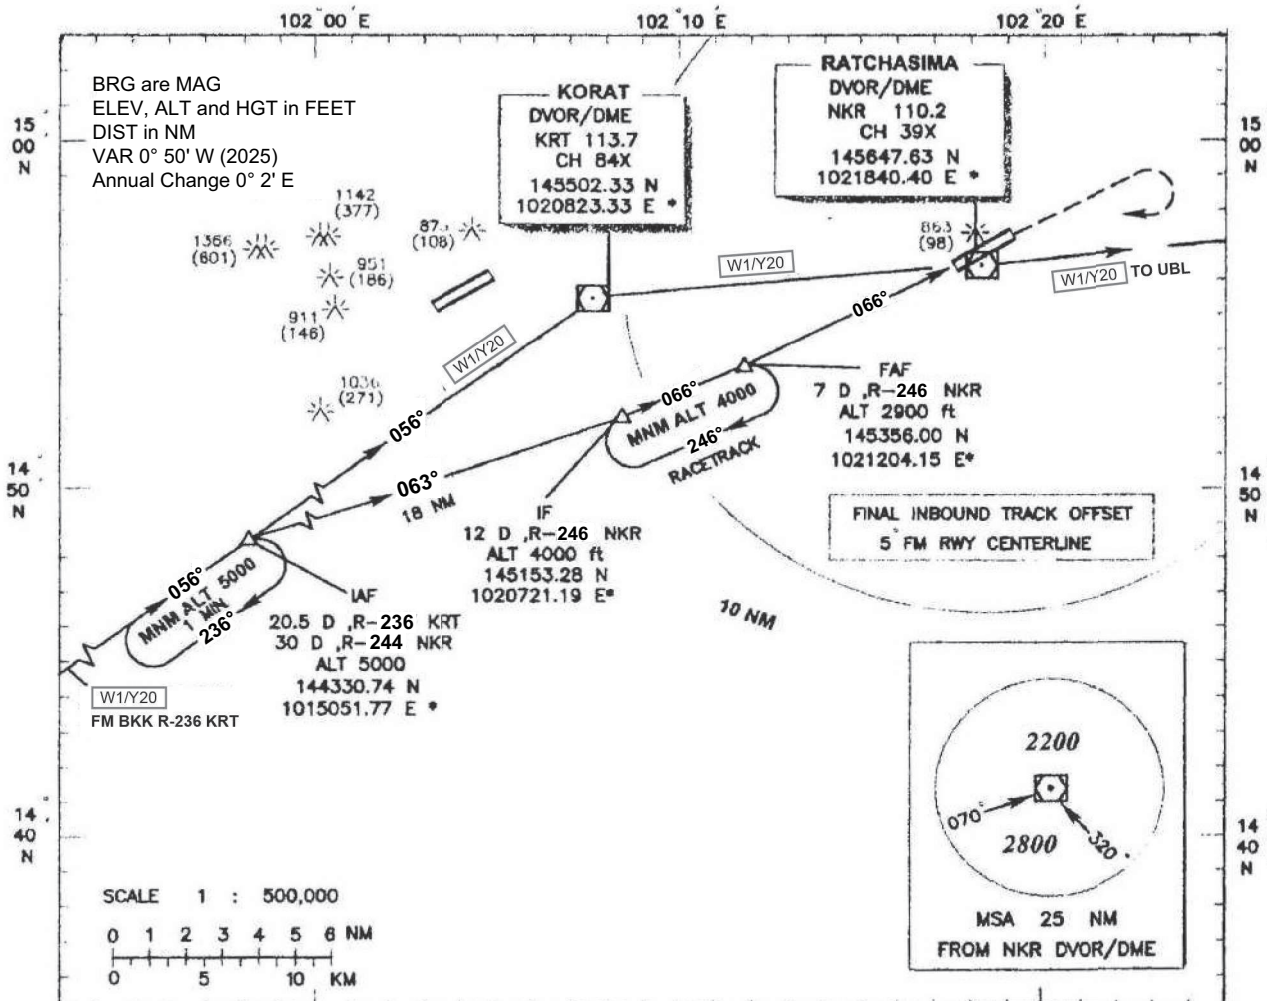 102° 00' E
102° 10' E
102° 20' E
BRG are MAG
ELEV, ALT and HGT in FEET
DIST in NM
VAR 0° 50' W (2025)
Annual Change 0° 2' E
KORAT
DVOR/DME
KRT 113.7
CH 84X
145502.33 N
1020823.33 E *
RATCHASIMA
DVOR/DME
NKR 110.2
CH 39X
145647.63 N
1021840.40 E *
15°
00'
N
15°
00'
N
1142
(377)
1366
(601)
(108)
951
(186)
911
(146)
(271)
863
(98)
W1/Y20
W1/Y20
W1/Y20 TO UBL
066°
056°
066°
MNM ALT 4000
246°
RACETRACK
FAF
7 D ,R-246 NKR
ALT 2900 ft
145356.00 N
1021204.15 E*
14°
50'
N
14°
50'
N
063°
18 NM
IF
12 D ,R-246 NKR
ALT 4000 ft
145153.28 N
1020721.19 E*
FINAL INBOUND TRACK OFFSET
5° FM RWY CENTERLINE
056°
MNM ALT 5000
1 MIN
236°
IAF
20.5 D ,R-236 KRT
30 D ,R-244 NKR
ALT 5000
144330.74 N
1015051.77 E *
10 NM
W1/Y20
FM BKK R-236 KRT
2200
070°
2800
320°
MSA 25 NM
FROM NKR DVOR/DME
14°
40'
N
14°
40'
N
SCALE 1 : 500,000
0 1 2 3 4 5 6 NM
0 5 10 KM